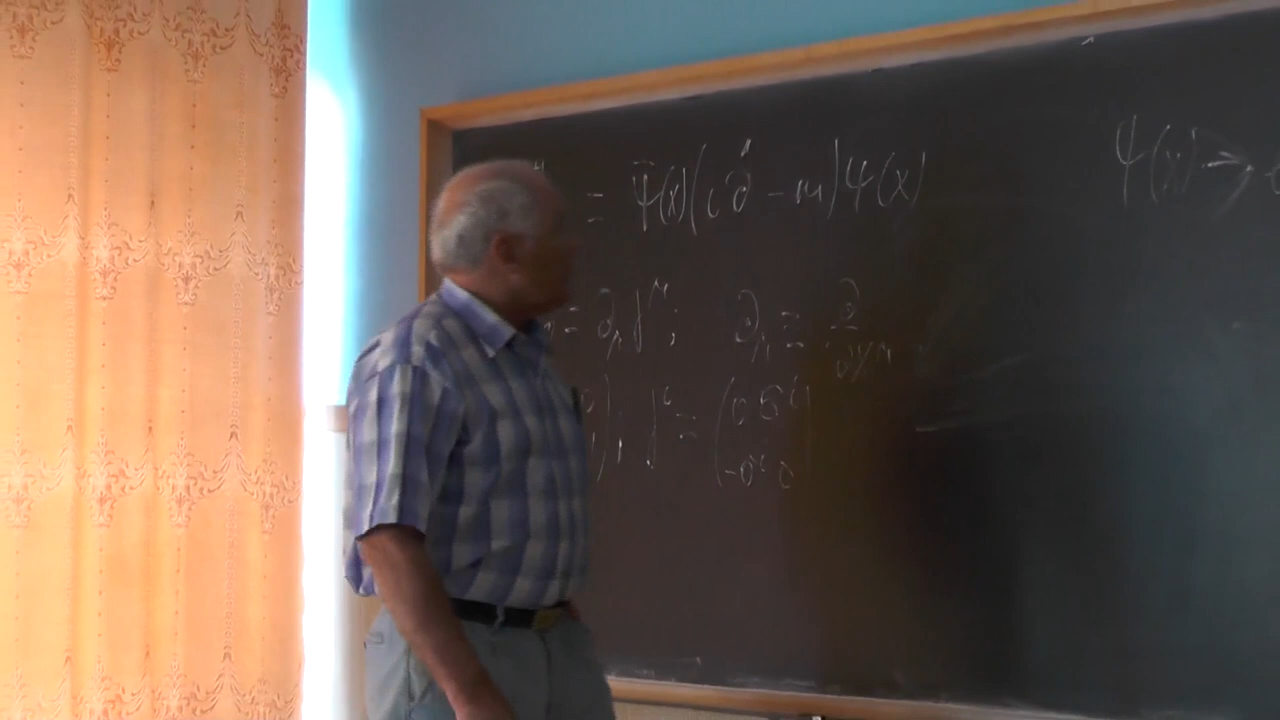 = ψ̄(x)(i∂̂ - m)ψ(x)
ψ(x) →
= ∂_μ γ^μ; ∂_μ = ∂/∂x^μ
); γ^i = (0 σ^i
-σ^i 0)